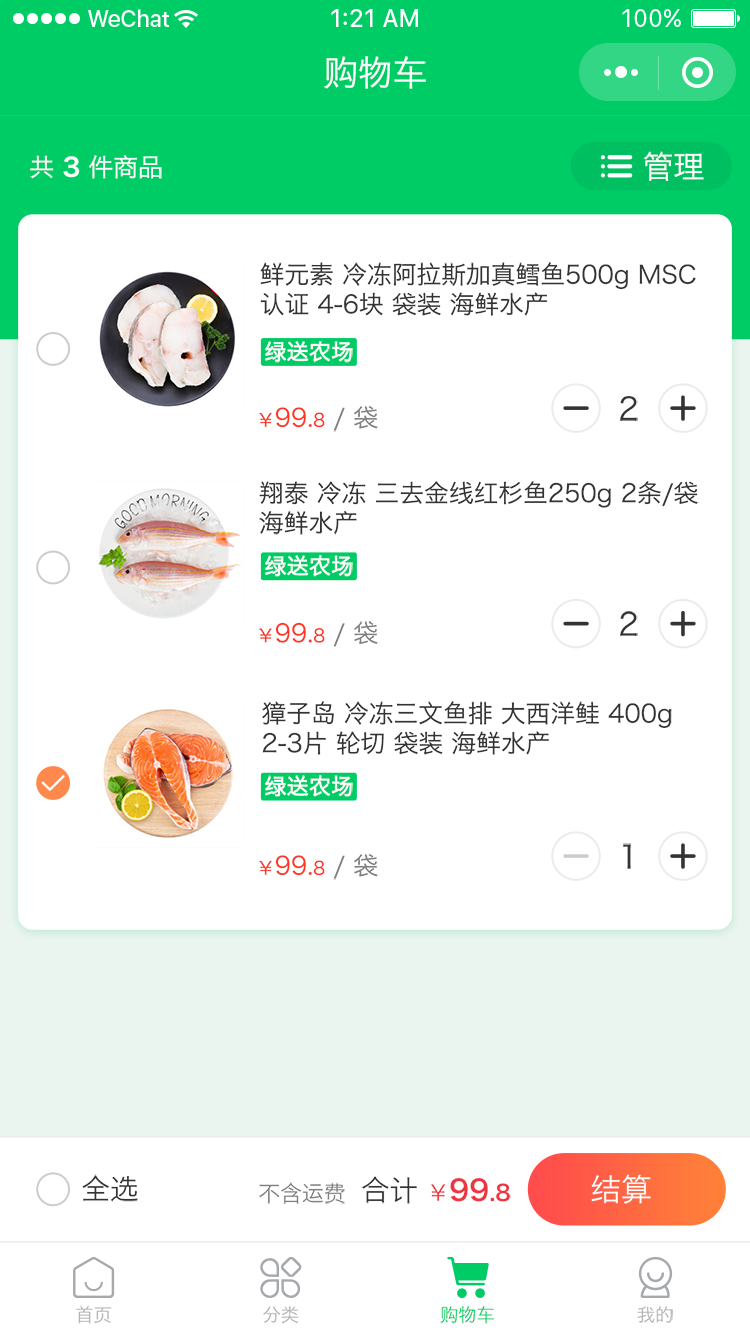 WeChat 1:21 AM 100%
购物车
共 3 件商品
管理
鲜元素 冷冻阿拉斯加真鳕鱼500g MSC
认证 4-6块 袋装 海鲜水产
绿送农场
¥99.8 / 袋
2
GOOD MORNING
翔泰 冷冻 三去金线红杉鱼250g 2条/袋
海鲜水产
绿送农场
¥99.8 / 袋
2
獐子岛 冷冻三文鱼排 大西洋鲑 400g
2-3片 轮切 袋装 海鲜水产
绿送农场
¥99.8 / 袋
1
全选
不含运费 合计 ¥99.8
结算
首页
分类
购物车
我的